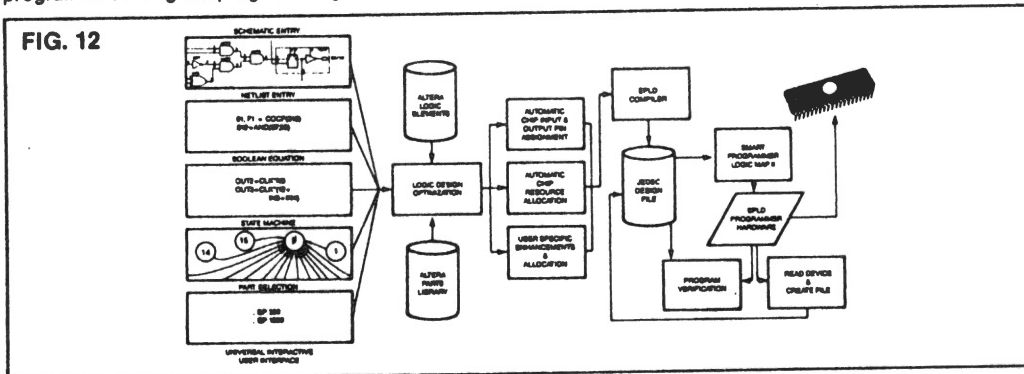 FIG. 12
SCHEMATIC ENTRY
NETLIST ENTRY
BOOLEAN EQUATION
STATE MACHINE
14
15
0
1
PART SELECTION
UNIVERSAL INTERACTIVE
USER INTERFACE
ALTERA
LOGIC
ELEMENTS
LOGIC DESIGN
OPTIMIZATION
ALTERA
PARTS
LIBRARY
AUTOMATIC
CHIP INPUT &
OUTPUT PIN
ASSIGNMENT
AUTOMATIC
CHIP
RESOURCE
ALLOCATION
USER SPECIFIC
ENHANCEMENTS
&
ALLOCATION
EPLD
COMPILER
JEDEC
DESIGN
FILE
SMART
PROGRAMMER
LOGIC MAP II
EPLD
PROGRAMMER
HARDWARE
PROGRAM
VERIFICATION
READ DEVICE
&
CREATE FILE